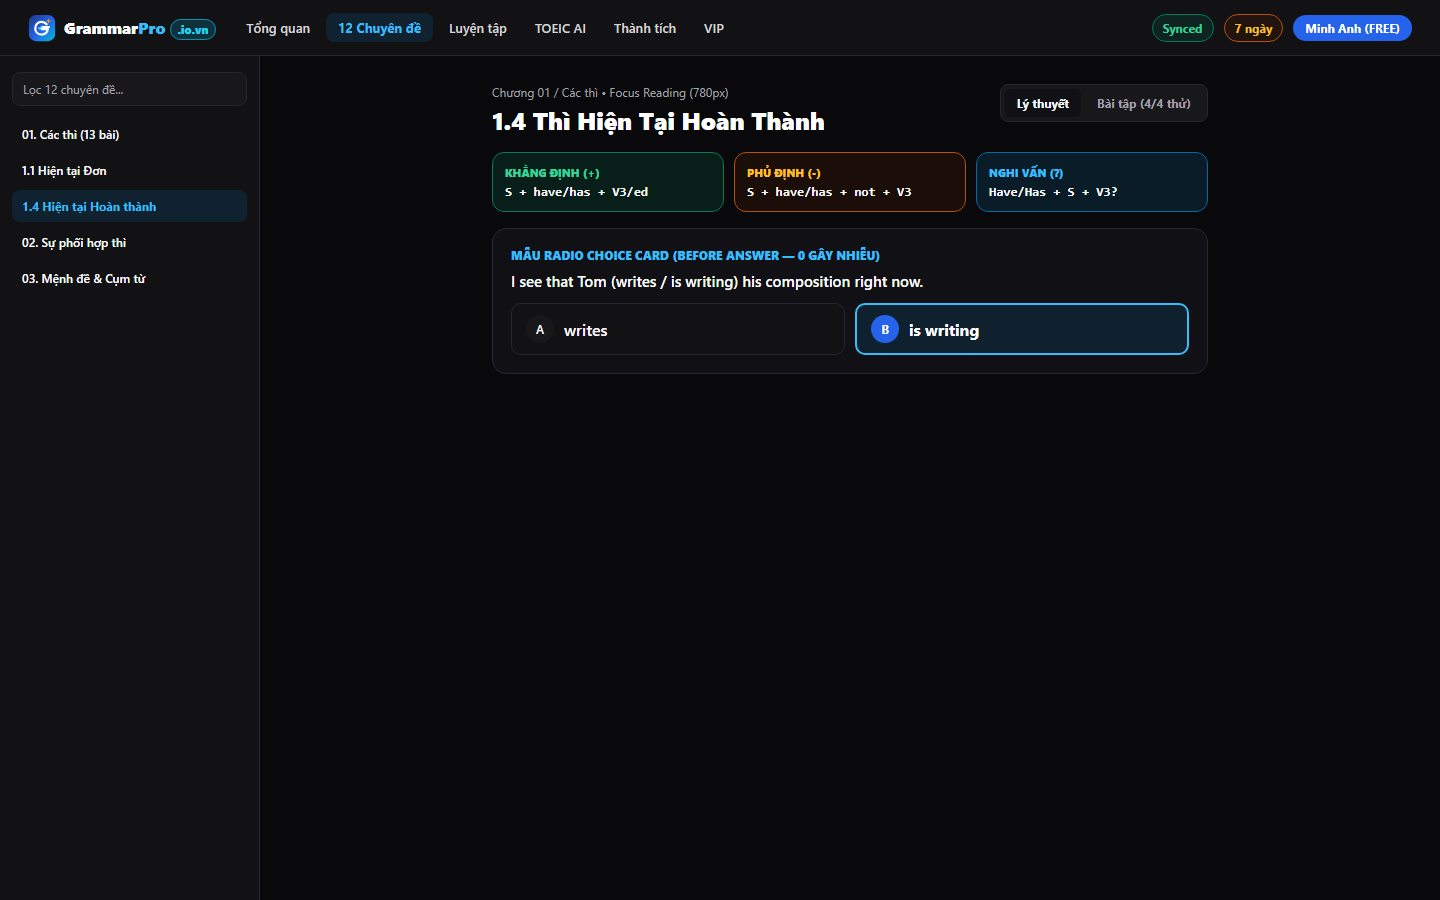 GrammarPro .io.vn Tổng quan 12 Chuyên đề Luyện tập TOEIC AI Thành tích VIP Synced 7 ngày Minh Anh (FREE)
Lọc 12 chuyên đề...
01. Các thì (13 bài)
1.1 Hiện tại Đơn
1.4 Hiện tại Hoàn thành
02. Sự phối hợp thì
03. Mệnh đề & Cụm từ
Chương 01 / Các thì • Focus Reading (780px)
1.4 Thì Hiện Tại Hoàn Thành
Lý thuyết Bài tập (4/4 thử)
KHẲNG ĐỊNH (+)
S + have/has + V3/ed
PHỦ ĐỊNH (-)
S + have/has + not + V3
NGHI VẤN (?)
Have/Has + S + V3?
MẪU RADIO CHOICE CARD (BEFORE ANSWER — 0 GÂY NHIỄU)
I see that Tom (writes / is writing) his composition right now.
A writes
B is writing